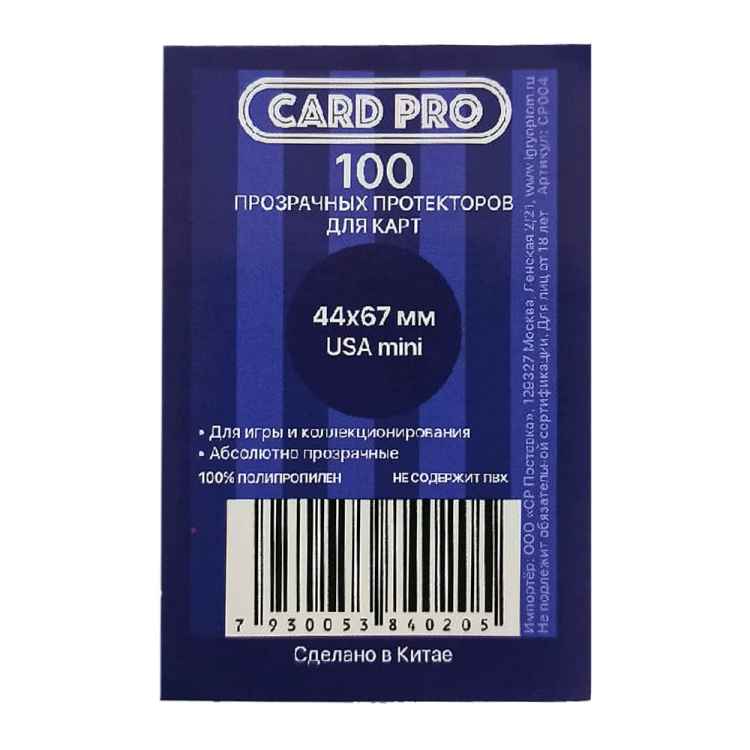 CARD PRO
100
ПРОЗРАЧНЫХ ПРОТЕКТОРОВ
ДЛЯ КАРТ
44x67 мм
USA mini
• Для игры и коллекционирования
• Абсолютно прозрачные
100% ПОЛИПРОПИЛЕН НЕ СОДЕРЖИТ ПВХ
7 930053 840205
Сделано в Китае
Импортёр: ООО «СР Поставка», 129327 Москва, Ленская 2/21, www.igryoptom.ru
Не подлежит обязательной сертификации. Для лиц от 18 лет Артикул: CP004